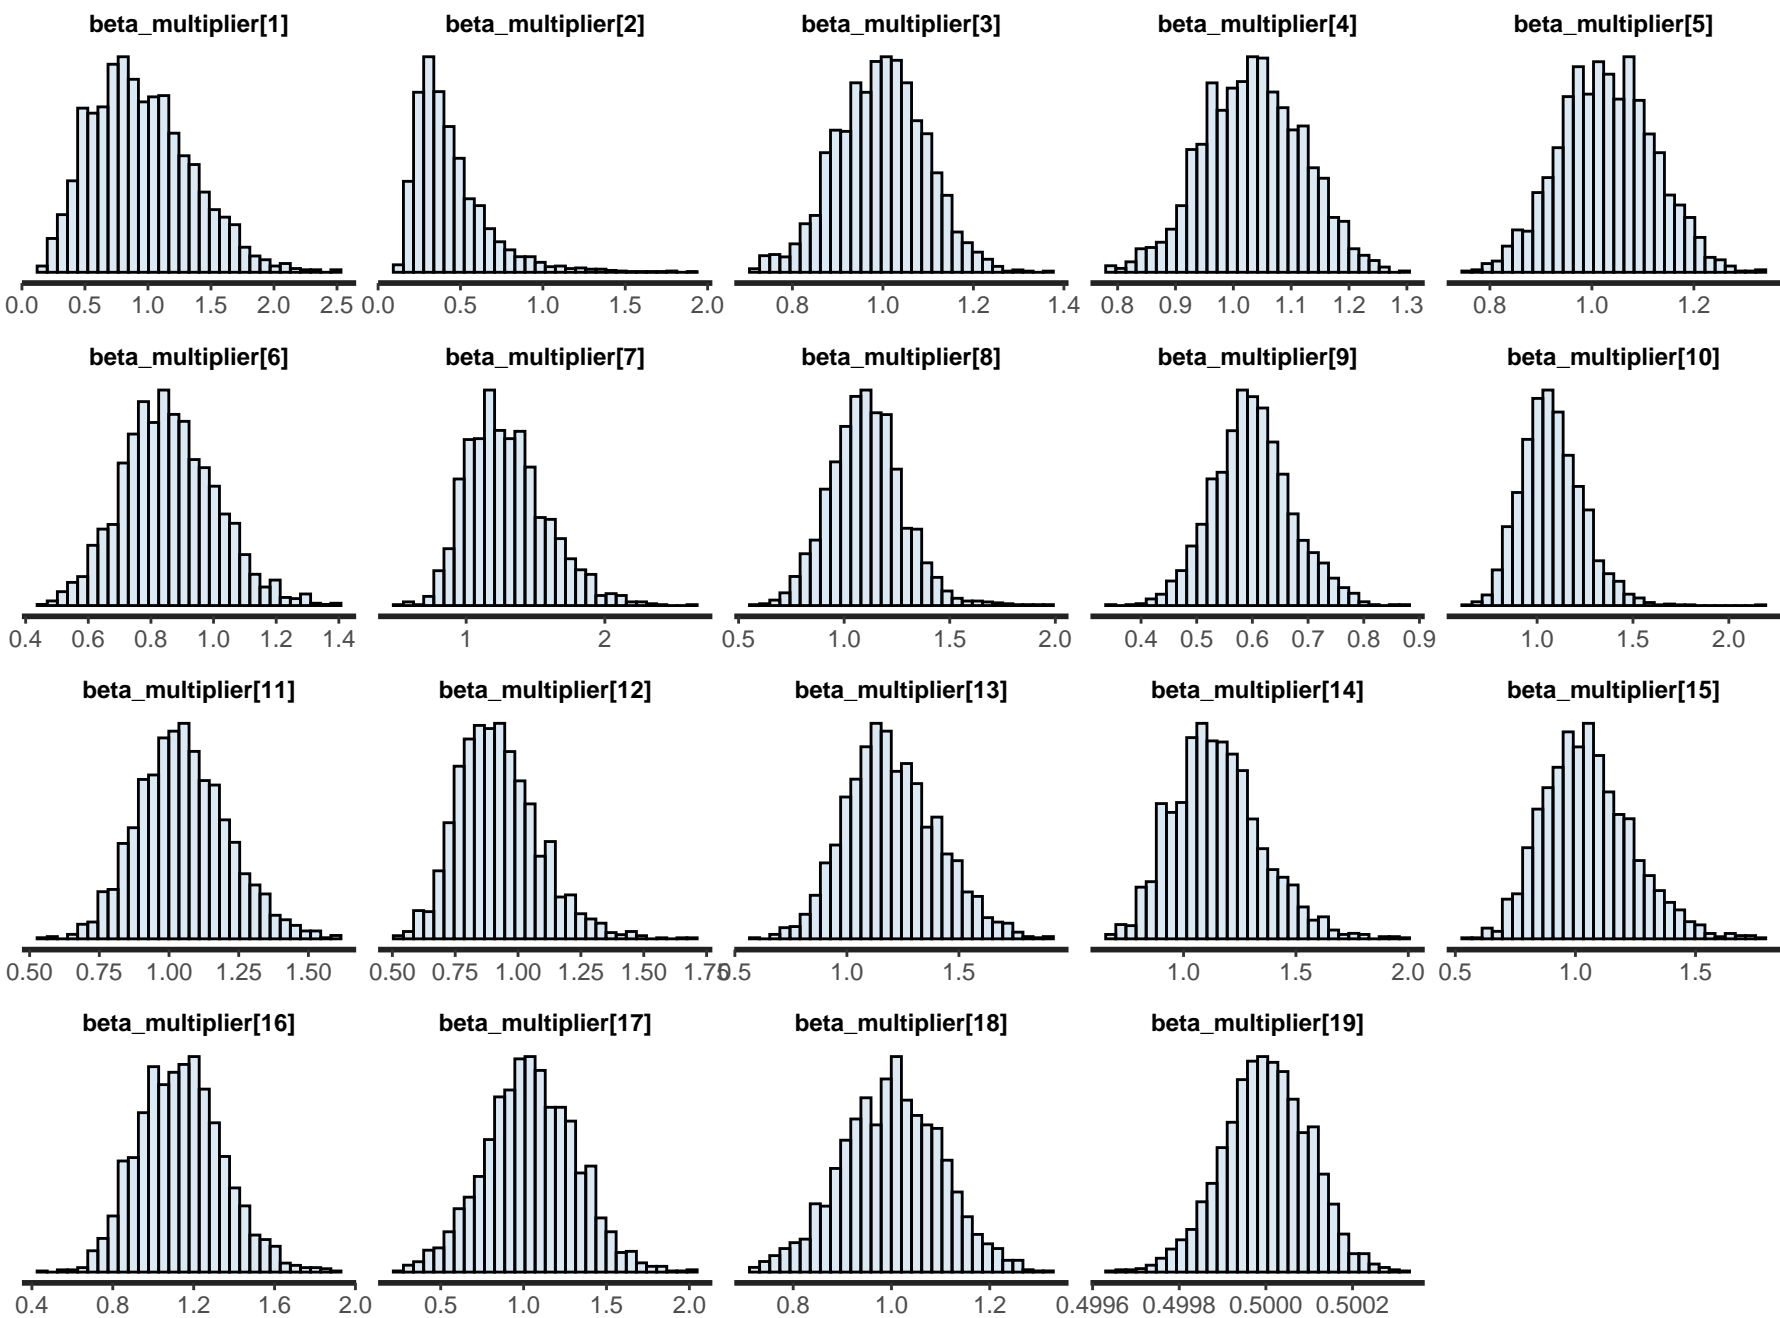 beta_multiplier[1] beta_multiplier[2] beta_multiplier[3] beta_multiplier[4] beta_multiplier[5]
0.0 0.5 1.0 1.5 2.0 2.5 0.0 0.5 1.0 1.5 2.0 0.8 1.0 1.2 1.4 0.8 0.9 1.0 1.1 1.2 1.3 0.8 1.0 1.2
beta_multiplier[6] beta_multiplier[7] beta_multiplier[8] beta_multiplier[9] beta_multiplier[10]
0.4 0.6 0.8 1.0 1.2 1.4 1 2 0.5 1.0 1.5 2.0 0.4 0.5 0.6 0.7 0.8 0.9 1.0 1.5 2.0
beta_multiplier[11] beta_multiplier[12] beta_multiplier[13] beta_multiplier[14] beta_multiplier[15]
0.50 0.75 1.00 1.25 1.50 0.50 0.75 1.00 1.25 1.50 1.75 0.5 1.0 1.5 1.0 1.5 2.0 0.5 1.0 1.5
beta_multiplier[16] beta_multiplier[17] beta_multiplier[18] beta_multiplier[19]
0.4 0.8 1.2 1.6 2.0 0.5 1.0 1.5 2.0 0.8 1.0 1.2 0.4996 0.4998 0.5000 0.5002